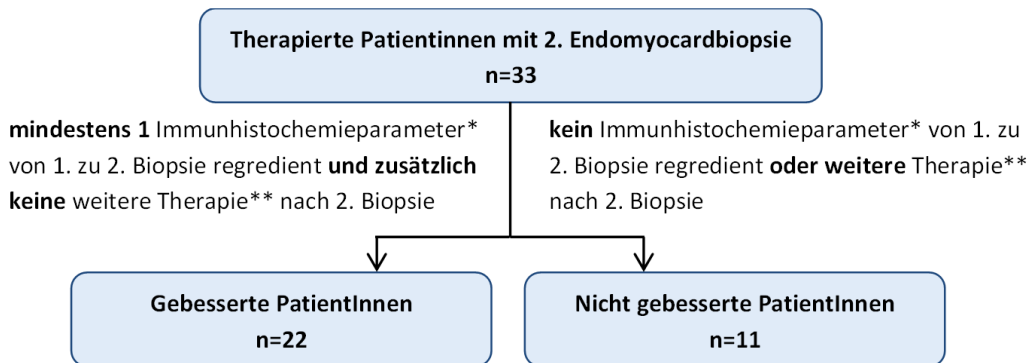 Therapierte Patientinnen mit 2. Endomyocardbiopsie
n=33
mindestens 1 Immunhistochemieparameter*
von 1. zu 2. Biopsie regredient und zusätzlich
keine weitere Therapie** nach 2. Biopsie
kein Immunhistochemieparameter* von 1. zu
2. Biopsie regredient oder weitere Therapie**
nach 2. Biopsie
Gebesserte PatientInnen
n=22
Nicht gebesserte PatientInnen
n=11